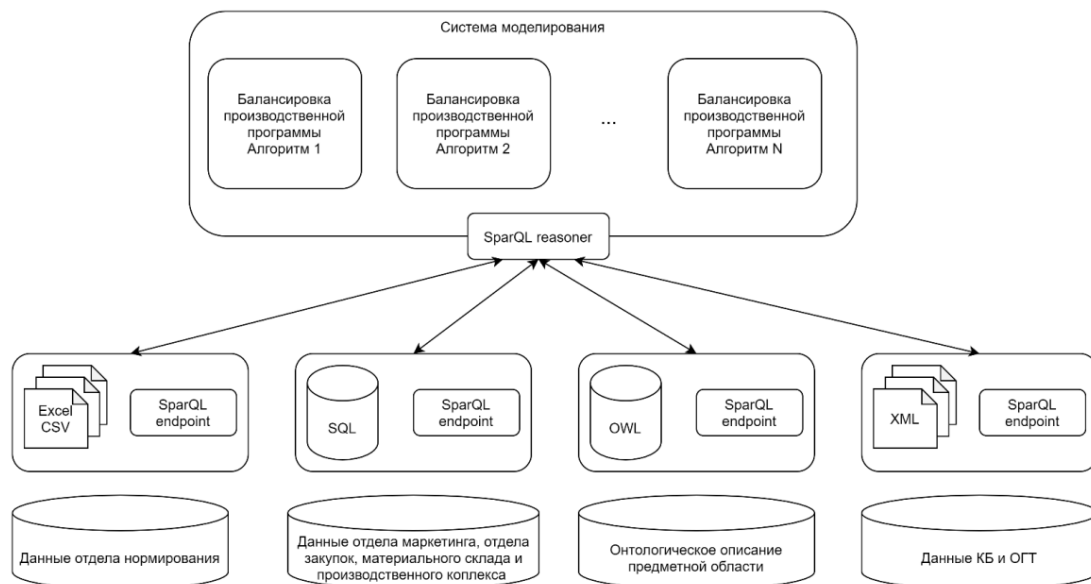 Система моделирования
Балансировка
производственной
программы
Алгоритм 1
Балансировка
производственной
программы
Алгоритм 2
...
Балансировка
производственной
программы
Алгоритм N
SparQL reasoner
Excel
CSV
SparQL
endpoint
SQL
SparQL
endpoint
OWL
SparQL
endpoint
XML
SparQL
endpoint
Данные отдела нормирования
Данные отдела маркетинга, отдела
закупок, материального склада и
производственного коплекса
Онтологическое описание
предметной области
Данные КБ и ОГТ